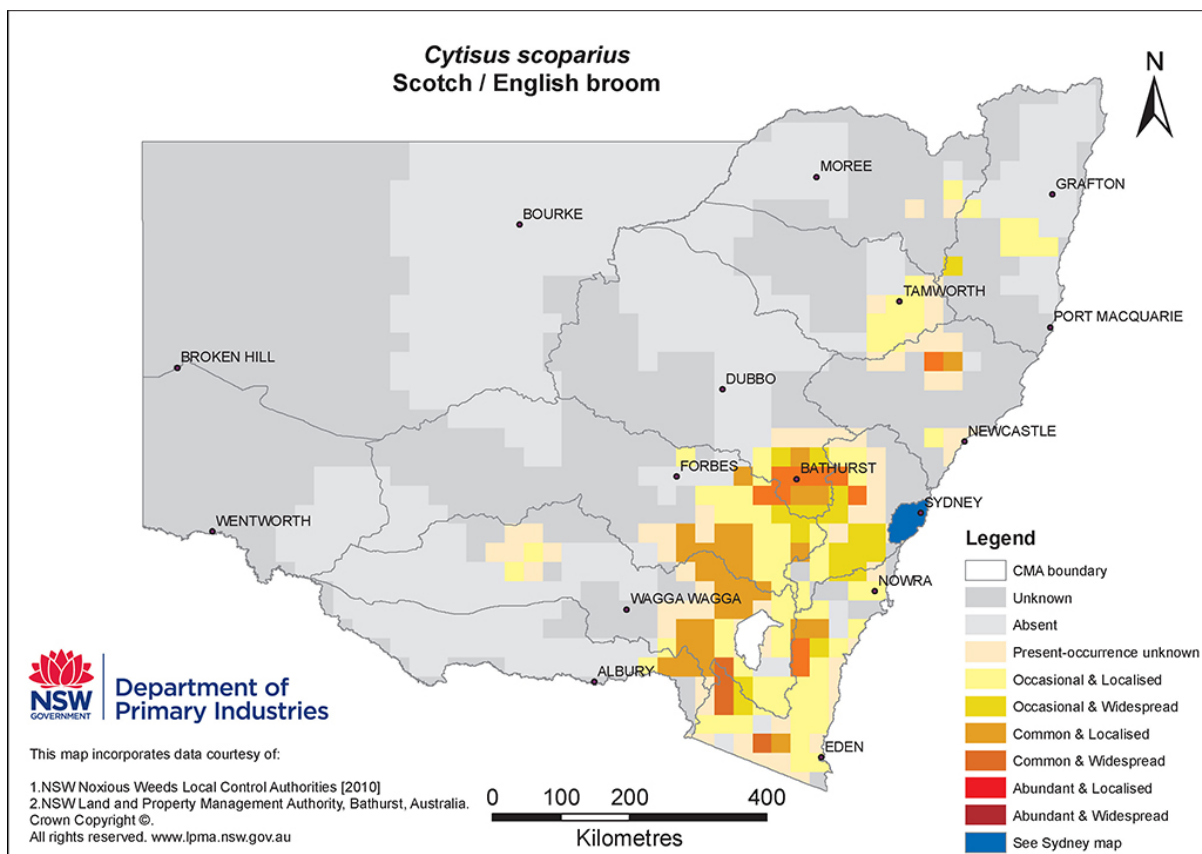 Cytisus scoparius
Scotch / English broom
N
MOREE
GRAFTON
BOURKE
TAMWORTH
PORT MACQUARIE
BROKEN HILL
DUBBO
NEWCASTLE
FORBES
BATHURST
SYDNEY
WENTWORTH
NOWRA
WAGGA WAGGA
ALBURY
EDEN
Legend
CMA boundary
Unknown
Absent
Present-occurrence unknown
Occasional & Localised
Occasional & Widespread
Common & Localised
Common & Widespread
Abundant & Localised
Abundant & Widespread
See Sydney map
NSW
GOVERNMENT
Department of
Primary Industries
This map incorporates data courtesy of:
1.NSW Noxious Weeds Local Control Authorities [2010]
2.NSW Land and Property Management Authority, Bathurst, Australia.
Crown Copyright ©.
All rights reserved. www.lpma.nsw.gov.au
0 100 200 400
Kilometres